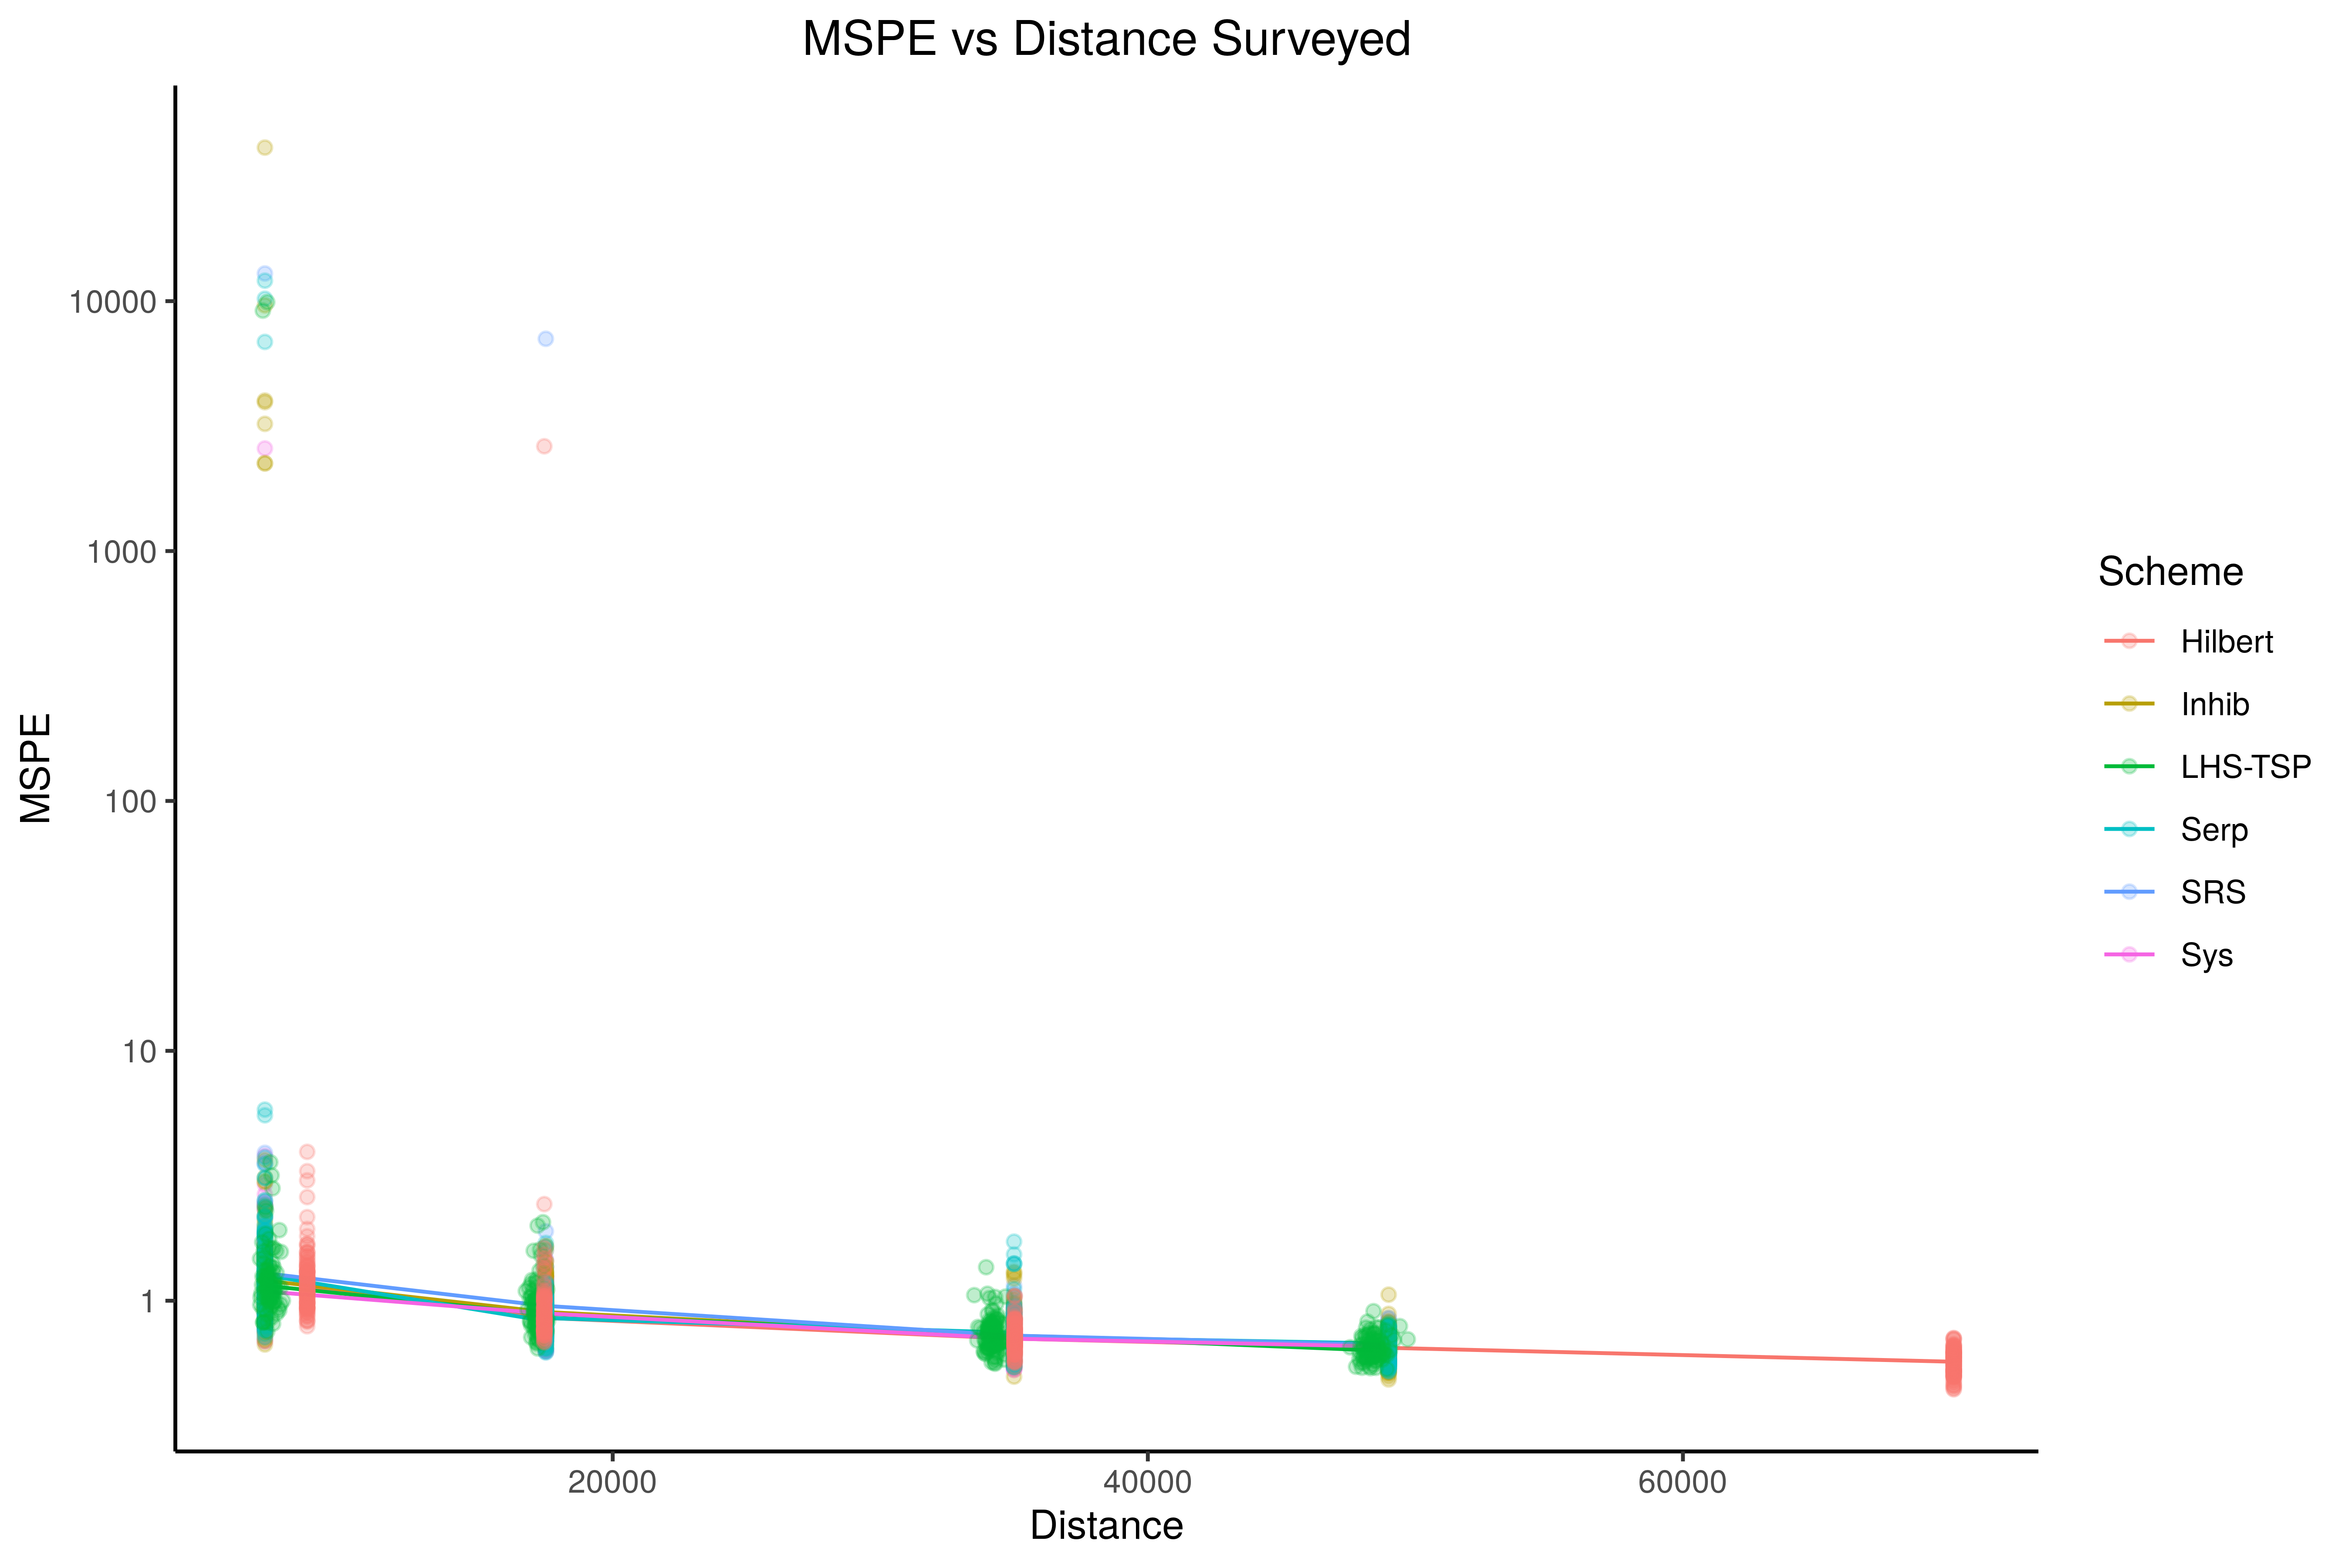 MSPE vs Distance Surveyed
MSPE
10000
1000
100
10
1
20000
40000
60000
Distance
Scheme
Hilbert
Inhib
LHS-TSP
Serp
SRS
Sys